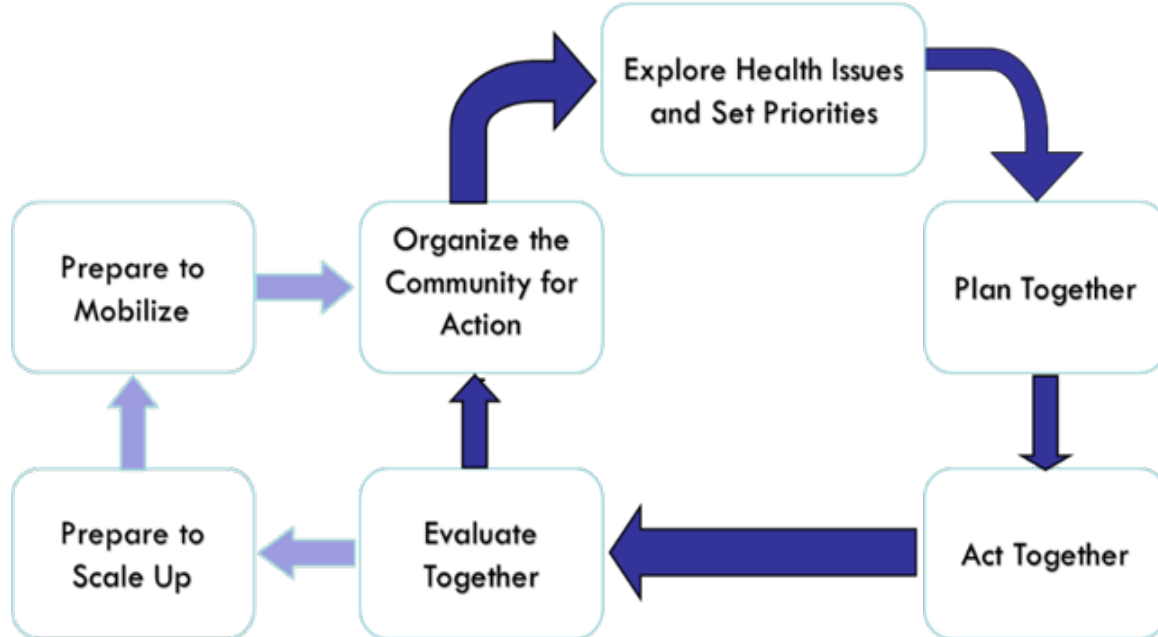 Explore Health Issues
and Set Priorities
Prepare to
Mobilize
Organize the
Community for
Action
Plan Together
Prepare to
Scale Up
Evaluate
Together
Act Together